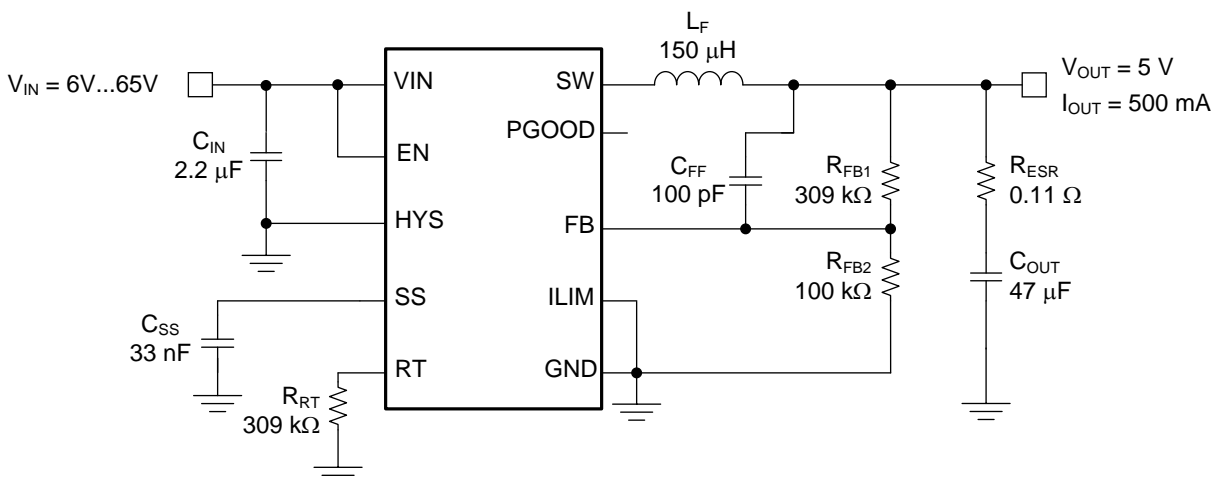 L_F
150 μH
V_IN = 6V...65V
VIN
SW
V_OUT = 5 V
I_OUT = 500 mA
PGOOD
C_IN
2.2 μF
EN
C_FF
100 pF
R_FB1
309 kΩ
R_ESR
0.11 Ω
HYS
FB
R_FB2
100 kΩ
C_OUT
47 μF
SS
ILIM
C_SS
33 nF
RT
GND
R_RT
309 kΩ